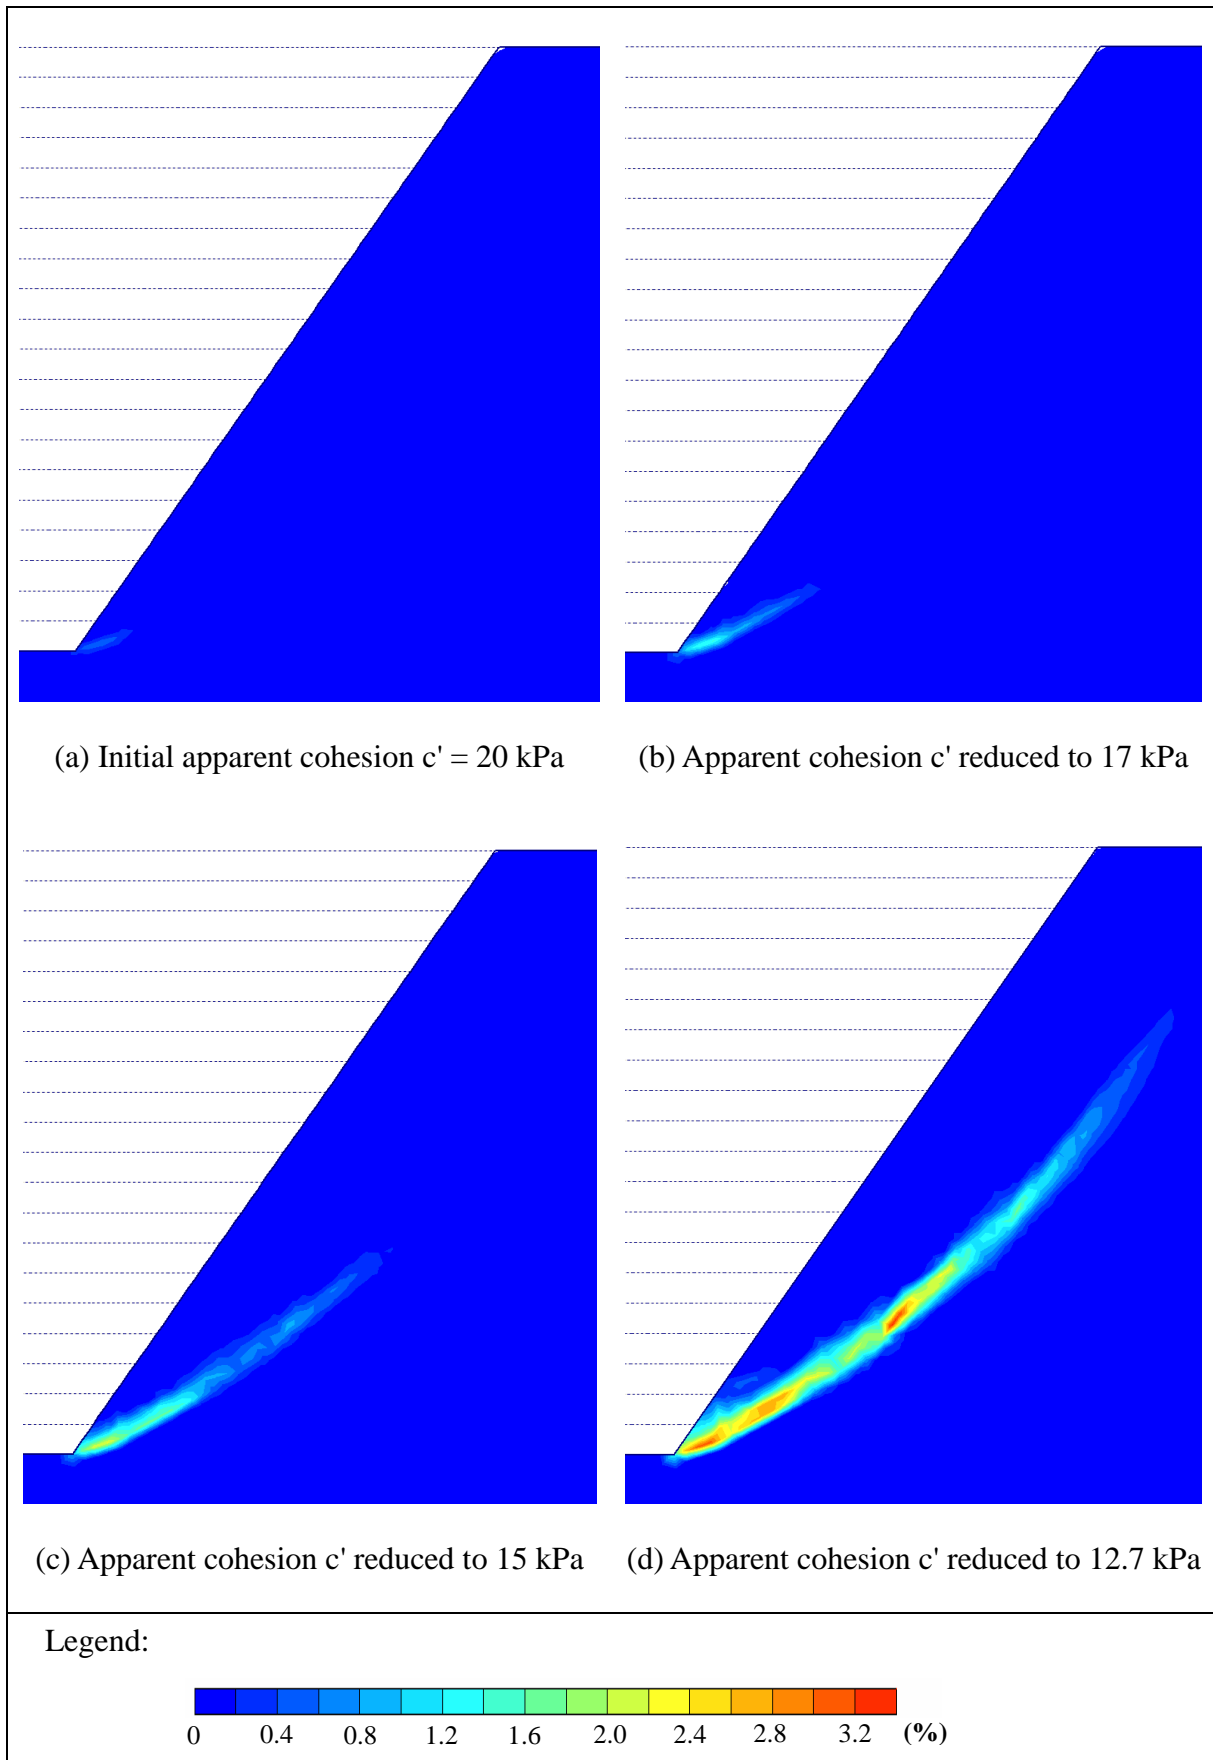 (a) Initial apparent cohesion c' = 20 kPa
(b) Apparent cohesion c' reduced to 17 kPa
(c) Apparent cohesion c' reduced to 15 kPa
(d) Apparent cohesion c' reduced to 12.7 kPa
Legend:
0 0.4 0.8 1.2 1.6 2.0 2.4 2.8 3.2 (%)